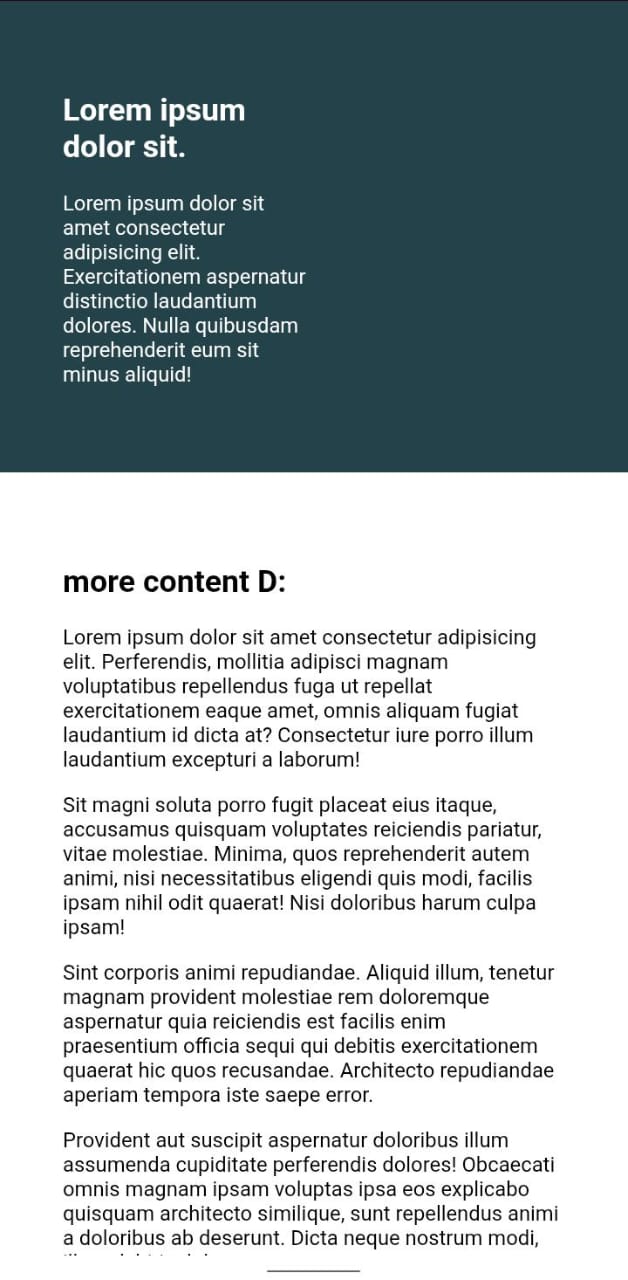 Lorem ipsum
dolor sit.
Lorem ipsum dolor sit
amet consectetur
adipisicing elit.
Exercitationem aspernatur
distinctio laudantium
dolores. Nulla quibusdam
reprehenderit eum sit
minus aliquid!
more content D:
Lorem ipsum dolor sit amet consectetur adipisicing
elit. Perferendis, mollitia adipisci magnam
voluptatibus repellendus fuga ut repellat
exercitationem eaque amet, omnis aliquam fugiat
laudantium id dicta at? Consectetur iure porro illum
laudantium excepturi a laborum!
Sit magni soluta porro fugit placeat eius itaque,
accusamus quisquam voluptates reiciendis pariatur,
vitae molestiae. Minima, quos reprehenderit autem
animi, nisi necessitatibus eligendi quis modi, facilis
ipsam nihil odit quaerat! Nisi doloribus harum culpa
ipsam!
Sint corporis animi repudiandae. Aliquid illum, tenetur
magnam provident molestiae rem doloremque
aspernatur quia reiciendis est facilis enim
praesentium officia sequi qui debitis exercitationem
quaerat hic quos recusandae. Architecto repudiandae
aperiam tempora iste saepe error.
Provident aut suscipit aspernatur doloribus illum
assumenda cupiditate perferendis dolores! Obcaecati
omnis magnam ipsam voluptas ipsa eos explicabo
quisquam architecto similique, sunt repellendus animi
a doloribus ab deserunt. Dicta neque nostrum modi,